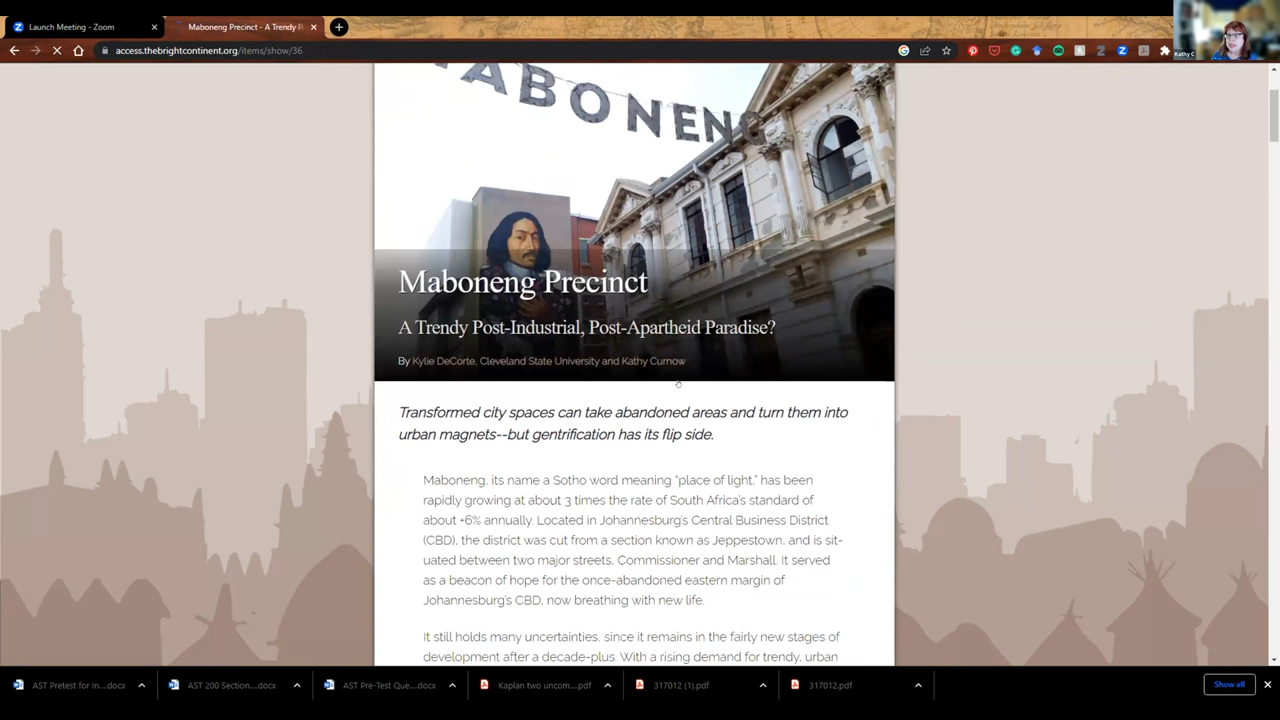 Launch Meeting - Zoom
Maboneng Precinct - A Trendy P
access.thebrightcontinent.org/items/show/36
Kathy C
MABONENG
Maboneng Precinct
A Trendy Post-Industrial, Post-Apartheid Paradise?
By Kylie DeCorte, Cleveland State University and Kathy Curnow
Transformed city spaces can take abandoned areas and turn them into
urban magnets--but gentrification has its flip side.
Maboneng, its name a Sotho word meaning “place of light,” has been
rapidly growing at about 3 times the rate of South Africa’s standard of
about +6% annually. Located in Johannesburg’s Central Business District
(CBD), the district was cut from a section known as Jeppestown, and is sit-
uated between two major streets, Commissioner and Marshall. It served
as a beacon of hope for the once-abandoned eastern margin of
Johannesburg’s CBD, now breathing with new life.
It still holds many uncertainties, since it remains in the fairly new stages of
development after a decade-plus. With a rising demand for trendy, urban
AST Pretest for in....docx
AST 200 Section....docx
AST Pre-Test Que....docx
Kaplan two uncom....pdf
317012 (1).pdf
317012.pdf
Show all